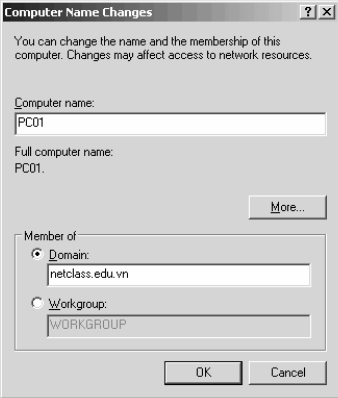 Computer Name Changes
You can change the name and the membership of this
computer. Changes may affect access to network resources.
Computer name:
PC01
Full computer name:
PC01.
More...
Member of
Domain:
netclass.edu.vn
Workgroup:
WORKGROUP
OK
Cancel